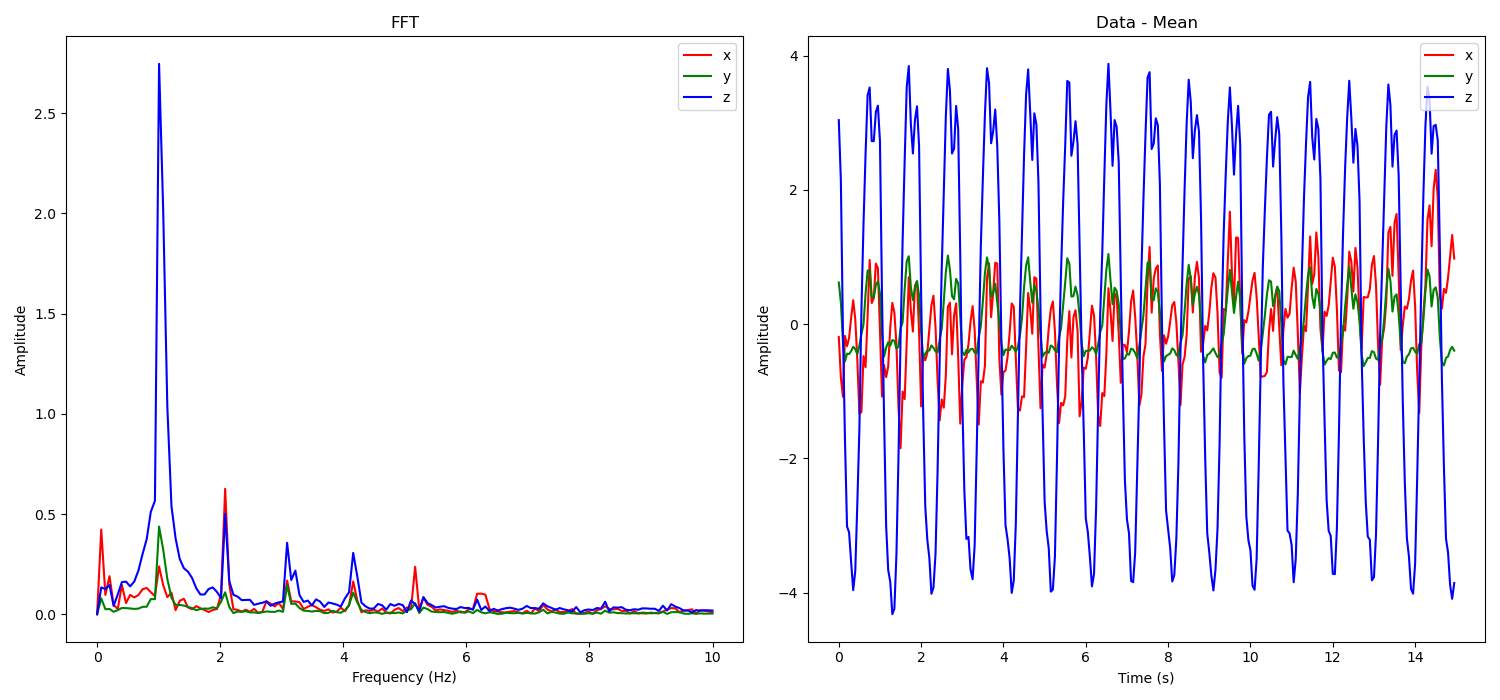 FFT
x
y
z
Amplitude
2.5
2.0
1.5
1.0
0.5
0.0
0 2 4 6 8 10
Frequency (Hz)
Data - Mean
x
y
z
Amplitude
4
2
0
−2
−4
0 2 4 6 8 10 12 14
Time (s)